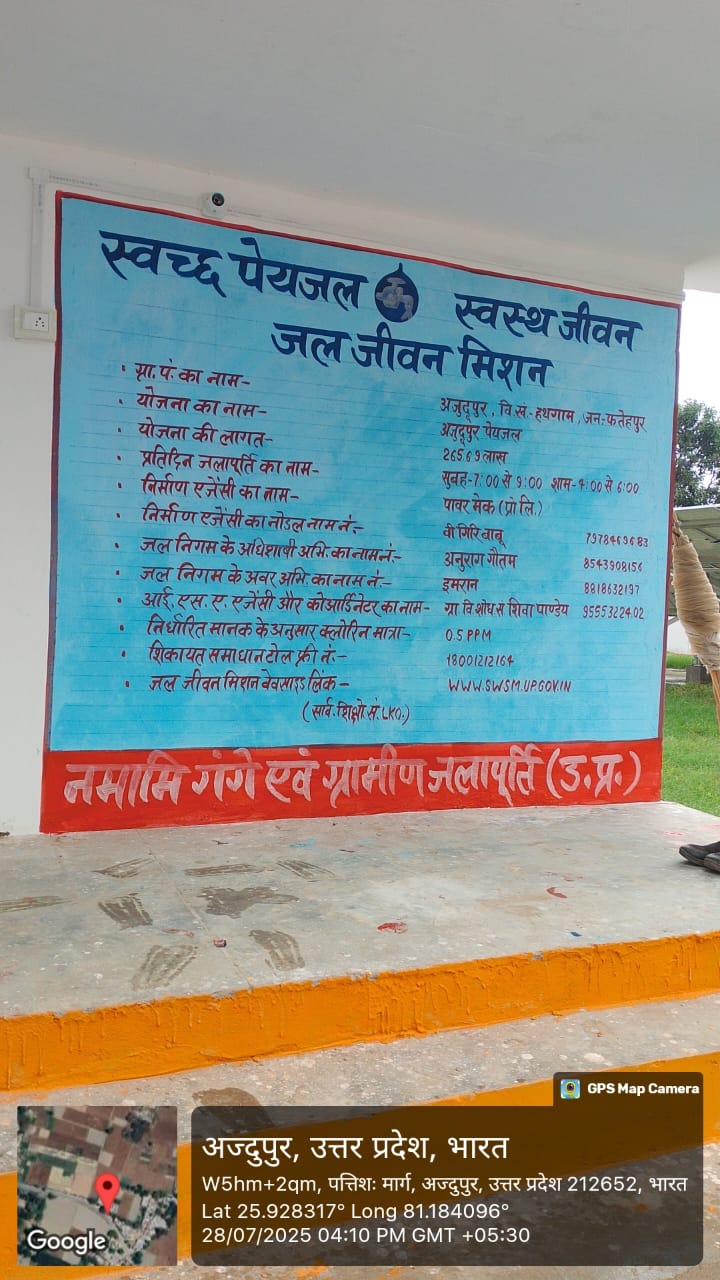 स्वच्छ पेयजल स्वस्थ जीवन
जल जीवन मिशन
• ग्रा. पं. का नाम- अजुदूपुर, वि.सं.- हथगाम, जन.- फतेहपुर
• योजना का नाम- अजुदूपुर पेयजल
• योजना की लागत- 265.69 लाख
• प्रतिदिन जलापूर्ति का नाम- सुबह-7:00 से 9:00 शाम-4:00 से 6:00
• निर्माण एजेंसी का नाम- पावर मेक (प्रो लि.)
• निर्माण एजेंसी का नोडल नाम नं:- वी गिरि बाबू 7978469683
• जल निगम के अधिशाषी अभि. का नाम नं:- अनुराग गौतम 8543908156
• जल निगम के अवर अभि. का नाम नं:- इमरान 8818632197
• आई. एस. ए. एजेंसी और कोआर्डिनेटर का नाम- ग्रा. वि. शोध सं शिवा पाण्डेय 9555322402
• निर्धारित मानक के अनुसार क्लोरिन मात्रा- 0.5 PPM
• शिकायत समाधान टोल फ्री नं:- 18001212164
• जल जीवन मिशन वेवसाइड लिंक- WWW.SWSM.UP.GOV.IN
(सार्व. शिक्षो. सं. LKO.)
नमामि गंगे एवं ग्रामीण जलापूर्ति (उ.प्र.)
GPS Map Camera
अज्दुपुर, उत्तर प्रदेश, भारत
W5hm+2qm, पत्तिशः मार्ग, अज्दुपुर, उत्तर प्रदेश 212652, भारत
Lat 25.928317° Long 81.184096°
28/07/2025 04:10 PM GMT +05:30
Google